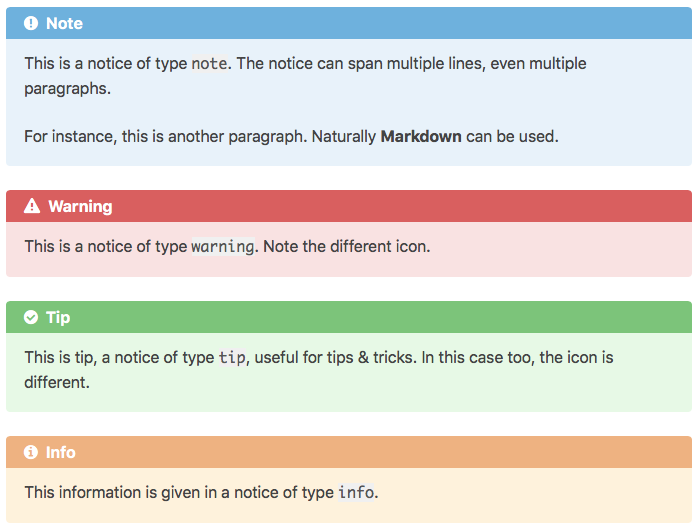 Note
This is a notice of type note. The notice can span multiple lines, even multiple
paragraphs.
For instance, this is another paragraph. Naturally Markdown can be used.
Warning
This is a notice of type warning. Note the different icon.
Tip
This is tip, a notice of type tip, useful for tips & tricks. In this case too, the icon is
different.
Info
This information is given in a notice of type info.